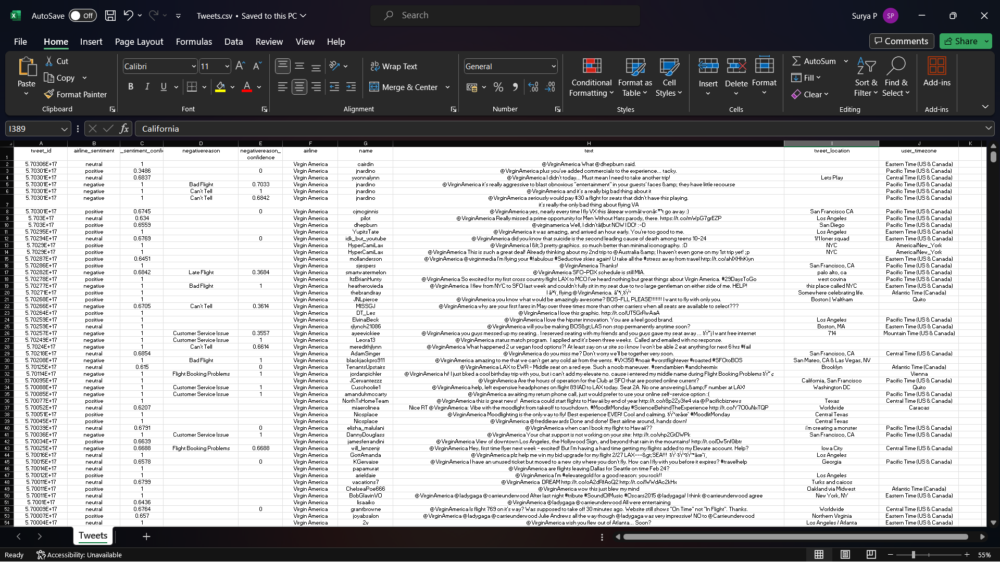 AutoSave Off Tweets.csv • Saved to this PC Search Surya P SP
File Home Insert Page Layout Formulas Data Review View Help Comments Share
Cut Calibri 11 Wrap Text General AutoSum
Paste Copy Conditional Formatting Format as Table Cell Styles Insert Delete Format Fill Sort & Filter Find & Select Add-ins
Format Painter B I U A Merge & Center % Clear
Clipboard Font Alignment Number Styles Cells Editing Add-ins
I389 fx California
A B C D E F G H I J K
1 tweet_id airline_sentiment _sentiment_confi negativereason negativereason_confidence airline name text tweet_location user_timezone
2 5.70306E+17 neutral 1 Virgin America cairdin @VirginAmerica What @dhepburn said. Eastern Time (US & Canada)
3 5.70301E+17 positive 0.3486 0 Virgin America jnardino @VirginAmerica plus you've added commercials to the experience... tacky. Pacific Time (US & Canada)
4 5.70301E+17 neutral 0.6837 Virgin America yvonnalynn @VirginAmerica I didn't today... Must mean I need to take another trip! Lets Play Central Time (US & Canada)
5 5.70301E+17 negative 1 Bad Flight 0.7033 Virgin America jnardino @VirginAmerica it's really aggressive to blast obnoxious "entertainment" in your guests' faces &amp; they have little recourse Pacific Time (US & Canada)
6 5.70301E+17 negative 1 Can't Tell 1 Virgin America jnardino @VirginAmerica and it's a really big bad thing about it Pacific Time (US & Canada)
7 5.70301E+17 negative 1 Can't Tell 0.6842 Virgin America jnardino @VirginAmerica seriously would pay $30 a flight for seats that didn't have this playing. Pacific Time (US & Canada)
it's really the only bad thing about flying VA
8 5.70301E+17 positive 0.6745 0 Virgin America cjmcginnis @VirginAmerica yes, nearly every time I fly VX this go away :) San Francisco CA Pacific Time (US & Canada)
9 5.703E+17 neutral 0.634 Virgin America pilot @VirginAmerica Really missed a prime opportunity for Men Without Hats parody, there. https://t.co/mWpG7grEZP Los Angeles Pacific Time (US & Canada)
10 5.703E+17 positive 0.6559 Virgin America dhepburn @virginamerica Well, I NOW I DO! :-D San Diego Pacific Time (US & Canada)
11 5.70295E+17 positive 1 Virgin America YupitsTate @VirginAmerica it was amazing, and arrived an hour early. You're too good to me. Los Angeles Eastern Time (US & Canada)
12 5.70294E+17 neutral 0.6769 0 Virgin America idk_but_youtube @VirginAmerica did you know that suicide is the second leading cause of death among teens 10-24 1/1 loner squad Eastern Time (US & Canada)
13 5.7029E+17 positive 1 Virgin America HyperCamiLax @VirginAmerica I &lt;3 pretty graphics. so much better than minimal iconography. :D NYC America/New_York
14 5.7029E+17 positive 1 Virgin America HyperCamiLax @VirginAmerica This is such a great deal! Already thinking about my 2nd trip to @Australia &amp; I haven't even gone on my 1st trip yet! ;p NYC America/New_York
15 5.70287E+17 positive 0.6451 Virgin America mollanderson @VirginAmerica @virginmedia I'm flying your #fabulous #Seductive skies again! U take all the #stress away from travel http://t.co/ahlXHhKiyn Eastern Time (US & Canada)
16 5.70286E+17 positive 1 Virgin America sjespers @VirginAmerica Thanks! San Francisco, CA Pacific Time (US & Canada)
17 5.70282E+17 negative 0.6842 Late Flight 0.3684 Virgin America smartwatermelon @VirginAmerica SFO-PDX schedule is still MIA. palo alto, ca Pacific Time (US & Canada)
18 5.70278E+17 positive 1 Virgin America ItzBrianHunty @VirginAmerica So excited for my first cross country flight LAX to MCO I've heard nothing but great things about Virgin America. #29DaysToGo west covina Pacific Time (US & Canada)
19 5.70277E+17 negative 1 Bad Flight 1 Virgin America heatherovieda @VirginAmerica I flew from NYC to SFO last week and couldn't fully sit in my seat due to two large gentleman on either side of me. HELP! this place called NYC Eastern Time (US & Canada)
20 5.70271E+17 positive 1 Virgin America thebrandiray I flying @VirginAmerica. Somewhere celebrating life. Atlantic Time (Canada)
21 5.70268E+17 positive 1 Virgin America JNLpierce @VirginAmerica you know what would be amazingly awesome? BOS-FLL PLEASE!!!!!!! I want to fly with only you. Boston | Waltham Quito
22 5.70266E+17 negative 0.6705 Can't Tell 0.3614 Virgin America MISSGJ @VirginAmerica why are your first fares in May over three times more than other carriers when all seats are available to select???
23 5.70264E+17 positive 1 Virgin America DT_Les @VirginAmerica I love this graphic. http://t.co/UT5GrRwAaA
24 5.70259E+17 positive 1 Virgin America ElvinaBeck @VirginAmerica I love the hipster innovation. You are a feel good brand. Los Angeles Pacific Time (US & Canada)
25 5.70259E+17 neutral 1 Virgin America rjlynch21086 @VirginAmerica will you be making BOS&gt;LAS non stop permanently anytime soon? Boston, MA Eastern Time (US & Canada)
26 5.70257E+17 negative 1 Customer Service Issue 0.3557 Virgin America ayeevickiee @VirginAmerica you guys messed up my seating.. I reserved seating with my friends and you guys gave my seat away ... I want free internet 714 Mountain Time (US & Canada)
27 5.70249E+17 negative 1 Customer Service Issue 1 Virgin America Leora13 @VirginAmerica status match program. I applied and it's been three weeks. Called and emailed with no response.
28 5.7024E+17 negative 1 Can't Tell 0.6614 Virgin America meredithjlynn @VirginAmerica What happened 2 ur vegan food options?! At least say on ur site so i know I won't be able 2 eat anything for next 6 hrs #fail
29 5.70218E+17 neutral 0.6854 Virgin America AdamSinger @VirginAmerica do you miss me? Don't worry we'll be together very soon. San Francisco, CA Central Time (US & Canada)
30 5.70208E+17 negative 1 Bad Flight 1 Virgin America blackjackpro911 @VirginAmerica amazing to me that we can't get any cold air from the vents. #VX358 #noair #worstflightever #roasted #SFOtoBOS San Mateo, CA & Las Vegas, NV
31 5.70125E+17 neutral 0.615 0 Virgin America TenantsUpstairs @VirginAmerica LAX to EWR - Middle seat on a red eye. Such a noob maneuver. #sendambien #andchexmix Brooklyn Atlantic Time (Canada)
32 5.70114E+17 negative 1 Flight Booking Problems 1 Virgin America jordanpichler @VirginAmerica hi! I just bked a cool birthday trip with you, but i can't add my elevate no. cause i entered my middle name during Flight Booking Problems Vienna
33 5.70095E+17 neutral 1 Virgin America JCervantezzz @VirginAmerica Are the hours of operation for the Club at SFO that are posted online current? California, San Francisco Pacific Time (US & Canada)
34 5.70088E+17 negative 1 Customer Service Issue 1 Virgin America Cuschoolie1 @VirginAmerica help, left expensive headphones on flight 89 IAD to LAX today. Seat 2A. No one answering L&amp;F number at LAX! Washington DC Quito
35 5.70085E+17 negative 1 Customer Service Issue 1 Virgin America amanduhmccarty @VirginAmerica awaiting my return phone call, just would prefer to use your online self-service option :( Pacific Time (US & Canada)
36 5.70077E+17 positive 1 Virgin America NorthTxHomeTeam @VirginAmerica this is great news! America could start flights to Hawaii by end of year http://t.co/r8p2Zy3fe4 via @Pacificbiznews Texas Central Time (US & Canada)
37 5.70052E+17 neutral 0.6207 Virgin America miaerolinea Nice RT @VirginAmerica: Vibe with the moodlight from takeoff to touchdown. #MoodlitMonday #ScienceBehindTheExperience http://t.co/Y7O0uNxTQP Worldwide Caracas
38 5.70051E+17 positive 1 Virgin America Nicsplace @VirginAmerica Moodlighting is the only way to fly! Best experience EVER! Cool and calming. #MoodlitMonday Central Texas
39 5.70045E+17 positive 1 Virgin America Nicsplace @VirginAmerica @freddieawards Done and done! Best airline around, hands down! Central Texas
40 5.70039E+17 neutral 0.6791 0 Virgin America elisha_malulani @VirginAmerica when can I book my flight to Hawaii?? i'm creating a monster Pacific Time (US & Canada)
41 5.70036E+17 negative 1 Customer Service Issue 1 Virgin America DannyDouglass @VirginAmerica Your chat support is not working on your site: http://t.co/vhp2GtDWPk San Francisco, CA Pacific Time (US & Canada)
42 5.70034E+17 positive 0.6639 Virgin America jamesferrandini @VirginAmerica View of downtown Los Angeles, the Hollywood Sign, and beyond that rain in the mountains! http://t.co/Dw5nf0ibtr Pacific Time (US & Canada)
43 5.70025E+17 negative 0.6688 Flight Booking Problems 0.6688 Virgin America will_lenzenjr @VirginAmerica Hey, first time flyer next week - excited! But I'm having a hard time getting my flights added to my Elevate account. Help? Iowa City Central Time (US & Canada)
44 5.70016E+17 neutral 1 Virgin America GottAmanda @VirginAmerica plz help me win my bid upgrade for my flight 2/27 LAX---&gt;SEA!!! Los Angeles
45 5.70015E+17 neutral 0.6578 0 Virgin America KGervaise @VirginAmerica I have an unused ticket but moved to a new city where you don't fly. How can I fly with you before it expires? #travelhelp Georgia Pacific Time (US & Canada)
46 5.70014E+17 neutral 1 Virgin America papamurat @VirginAmerica are flights leaving Dallas for Seattle on time Feb 24?
47 5.70012E+17 positive 1 Virgin America arieldaie @VirginAmerica I'm #elevategold for a good reason: you rock!! Los Angeles
48 5.70011E+17 neutral 0.6799 Virgin America vacations7 @VirginAmerica DREAM http://t.co/oA2dRfAoQ2 http://t.co/lWWdAc2kHx Turks and caicos
49 5.70011E+17 positive 1 Virgin America ChelseaPoe666 @VirginAmerica wow this just blew my mind Oakland via Midwest Atlantic Time (Canada)
50 5.70011E+17 neutral 1 Virgin America BobGlavinVO @VirginAmerica @ladygaga @carrieunderwood After last night #tribute #SoundOfMusic #Oscars2015 @ladygaga! I think @carrieunderwood agree New York, NY Eastern Time (US & Canada)
51 5.7001E+17 neutral 0.6436 Virgin America lisaaiko @VirginAmerica @ladygaga @carrieunderwood All were entertaining
52 5.70009E+17 neutral 0.6764 0 Virgin America grantbrowne @VirginAmerica Is flight 769 on it's way? Was supposed to take off 30 minutes ago. Website still shows "On Time" not "In Flight". Thanks. Worldwide Central Time (US & Canada)
53 5.70007E+17 positive 0.657 Virgin America joyabsalon @VirginAmerica @ladygaga @carrieunderwood Julie Andrews all the way though @ladygaga was very impressive! NO to @Carrieunderwood Northern Virginia Eastern Time (US & Canada)
54 5.70004E+17 neutral 1 Virgin America 2v @VirginAmerica wish you flew out of Atlanta... Soon? Los Angeles / Atlanta Eastern Time (US & Canada)
Tweets
Ready Accessibility: Unavailable 55%